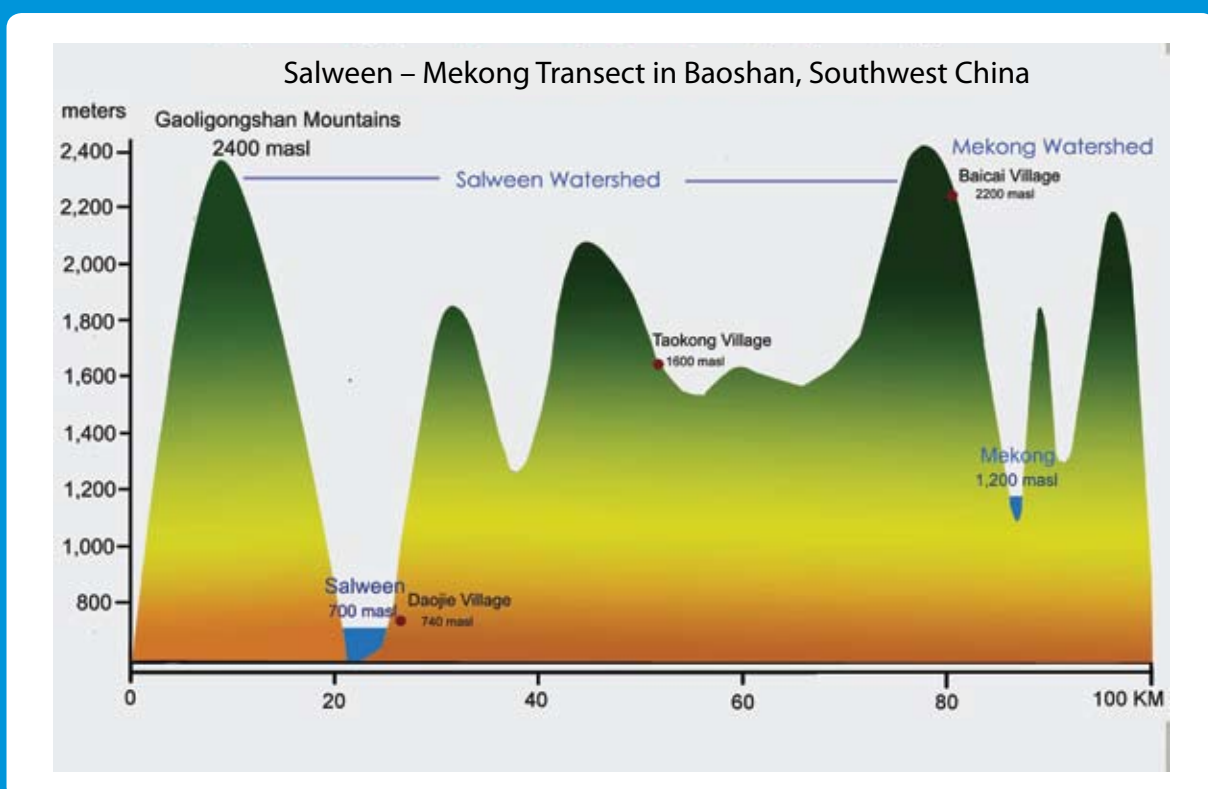 Salween – Mekong Transect in Baoshan, Southwest China
meters
Gaoligongshan Mountains
2400 masl
Salween Watershed
Mekong Watershed
Baicai Village
2200 masl
Taokong Village
1600 masl
Mekong
1,200 masl
Salween
700 masl
Daojie Village
740 masl
2,400
2,200
2,000
1,800
1,600
1,400
1,200
1,000
800
0 20 40 60 80 100 KM